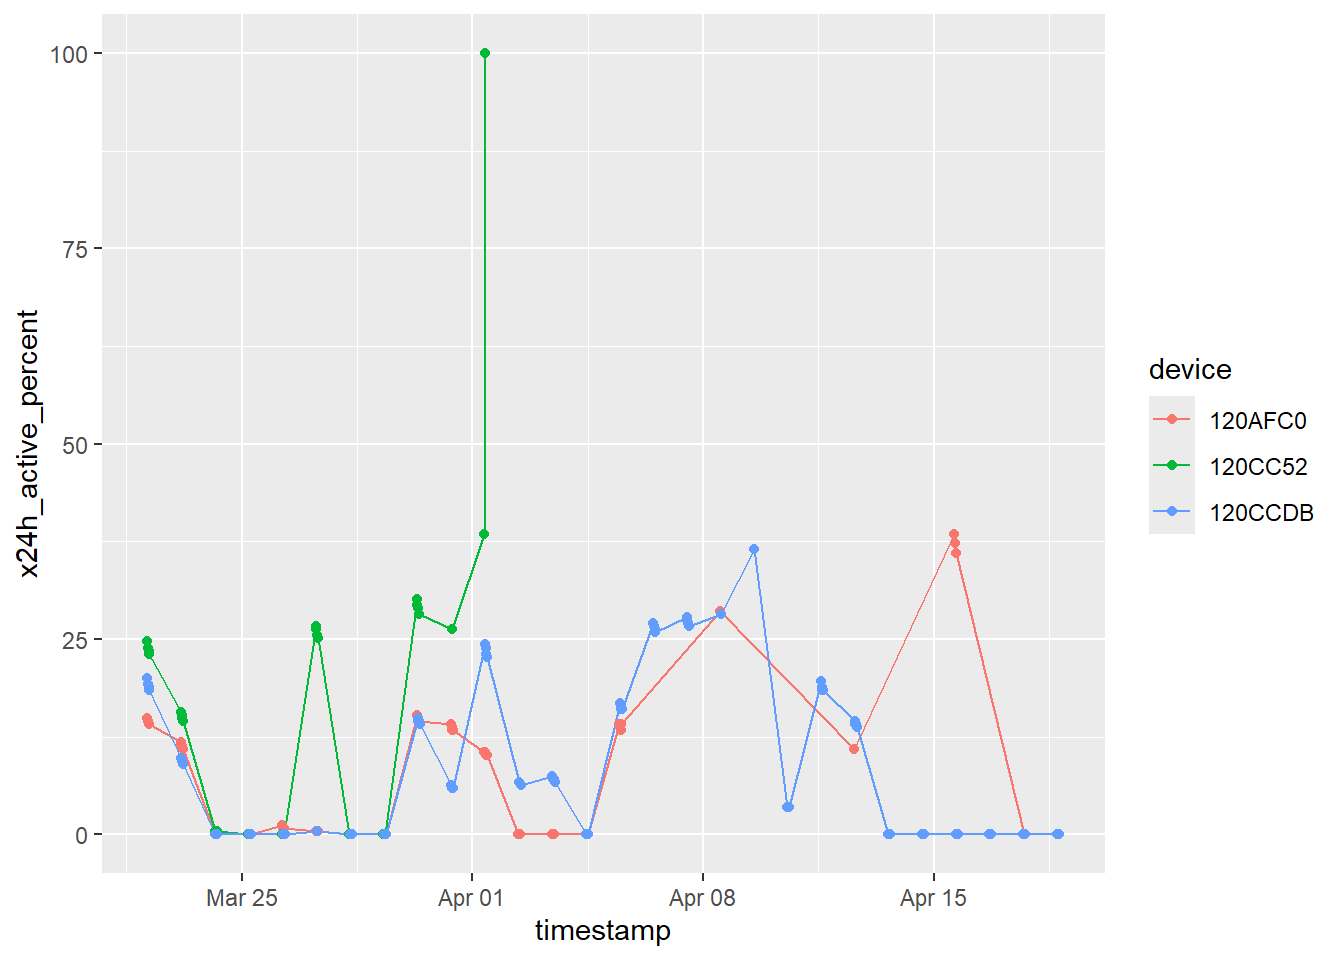 100
75
50
25
0
x24h_active_percent
Mar 25
Apr 01
Apr 08
Apr 15
timestamp
device
120AFC0
120CC52
120CCDB